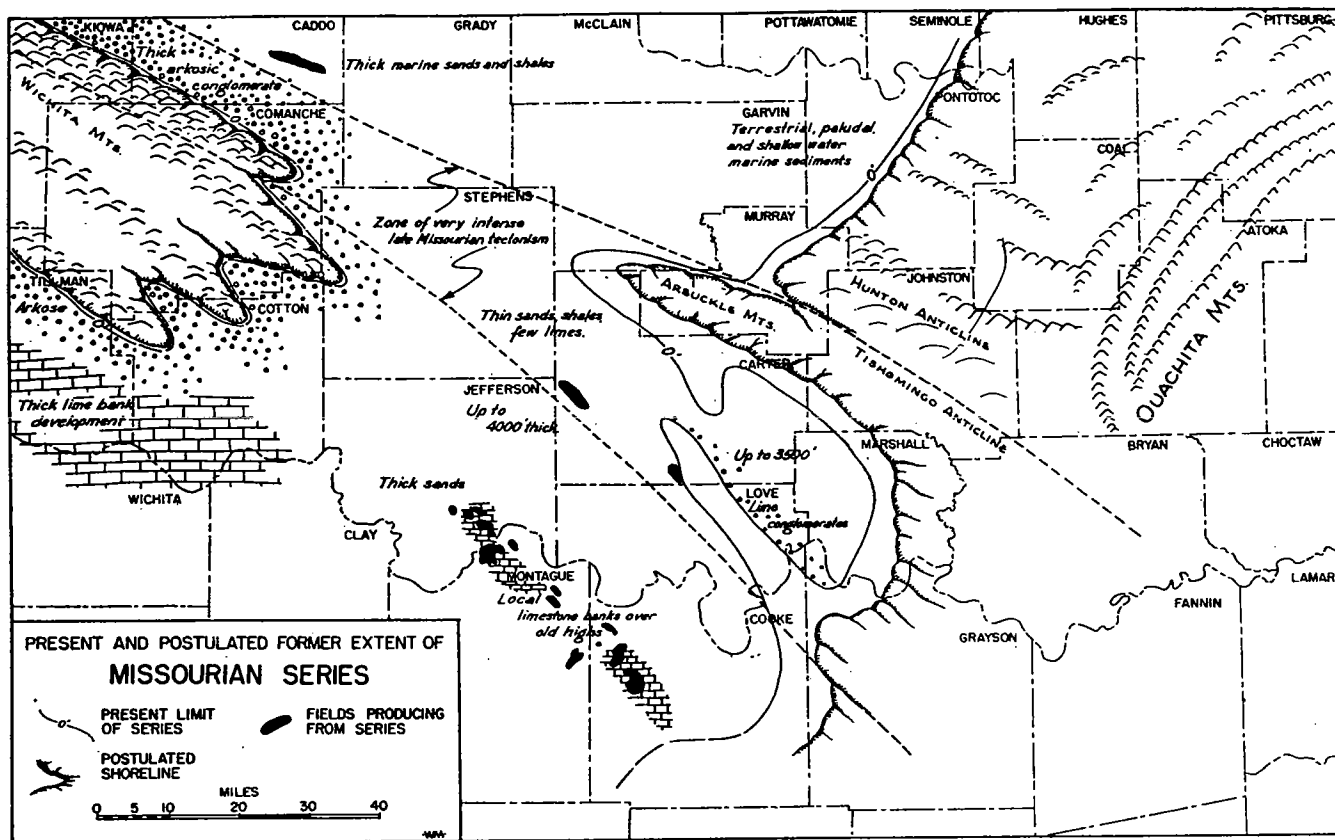 KIOWA
CADDO
GRADY
McCLAIN
POTTAWATOMIE
SEMINOLE
HUGHES
PITTSBURG
Thick
arkosic
conglomerate
Thick marine sands and shales
WICHITA MTS.
COMANCHE
GARVIN
PONTOTOC
Terrestrial, paludal,
and shallow water
marine sediments
COAL
STEPHENS
MURRAY
ATOKA
Zone of very intense
late Missourian tectonism
TILLMAN
Arkose
COTTON
ARBUCKLE MTS.
JOHNSTON
HUNTON ANTICLINE
OUACHITA MTS.
Thin sands, shales,
few limes.
CARTER
TISHOMINGO ANTICLINE
JEFFERSON
Thick lime bank
development
Up to
4000' thick
MARSHALL
BRYAN
CHOCTAW
Up to 3500'
WICHITA
Thick sands
LOVE
Lime
conglomerates
CLAY
MONTAGUE
Local
limestone banks over
old highs
COOKE
GRAYSON
FANNIN
LAMAR
PRESENT AND POSTULATED FORMER EXTENT OF
MISSOURIAN SERIES
PRESENT LIMIT
OF SERIES
FIELDS PRODUCING
FROM SERIES
POSTULATED
SHORELINE
MILES
0 5 10 20 30 40